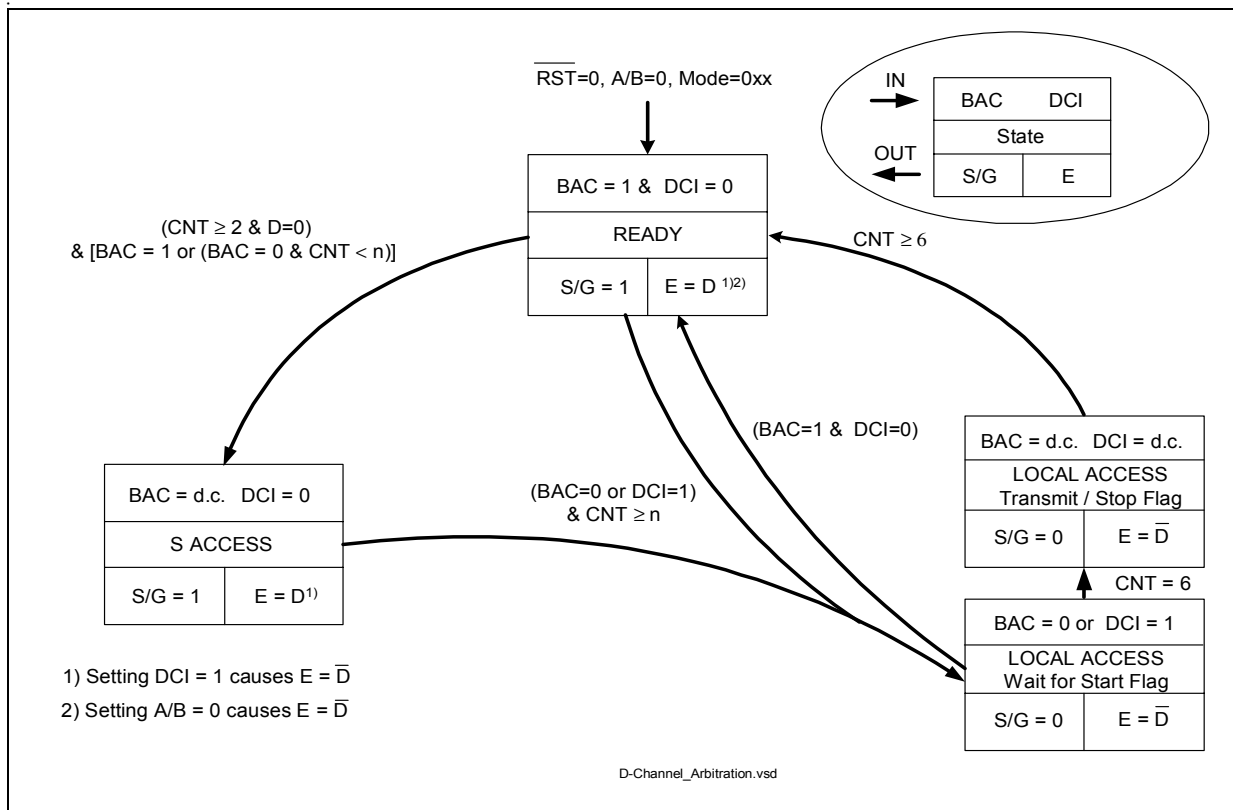 R̅S̅T̅=0, A/B=0, Mode=0xx
IN
BAC DCI
State
OUT
S/G E
BAC = 1 & DCI = 0
READY
S/G = 1 E = D 1)2)
(CNT ≥ 2 & D=0)
& [BAC = 1 or (BAC = 0 & CNT < n)]
CNT ≥ 6
(BAC=1 & DCI=0)
BAC = d.c. DCI = d.c.
LOCAL ACCESS
Transmit / Stop Flag
S/G = 0 E = D̅
CNT = 6
BAC = d.c. DCI = 0
S ACCESS
S/G = 1 E = D1)
(BAC=0 or DCI=1)
& CNT ≥ n
BAC = 0 or DCI = 1
LOCAL ACCESS
Wait for Start Flag
S/G = 0 E = D̅
1) Setting DCI = 1 causes E = D̅
2) Setting A/B = 0 causes E = D̅
D-Channel_Arbitration.vsd